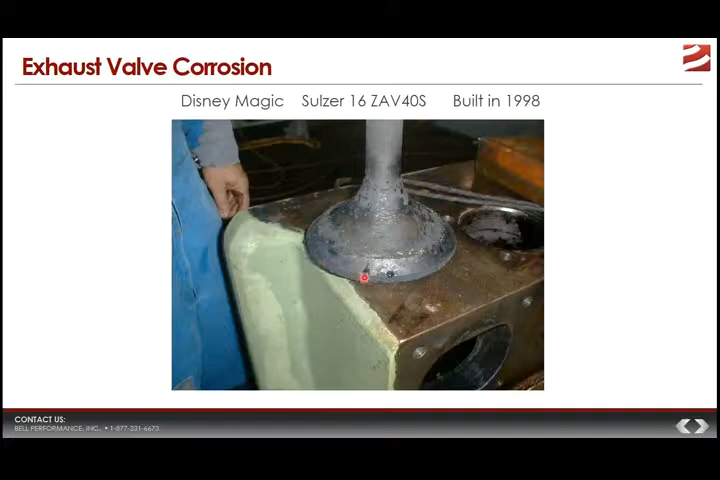 Exhaust Valve Corrosion
Disney Magic Sulzer 16 ZAV40S Built in 1998
CONTACT US:
BELL PERFORMANCE, INC. • 1-877-231-6673